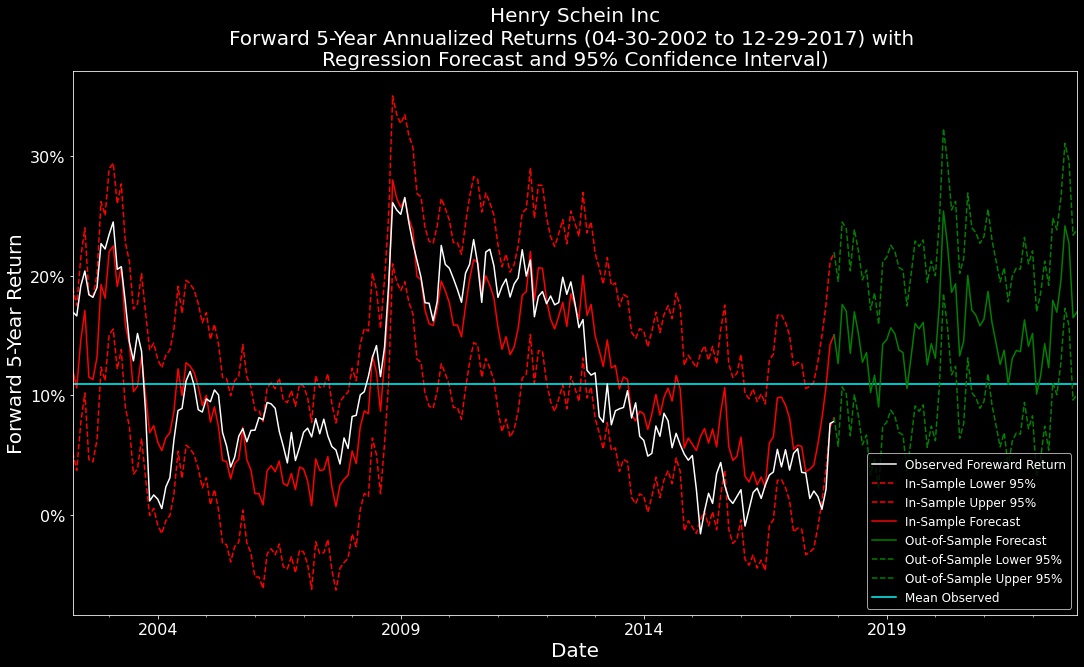 Henry Schein Inc
Forward 5-Year Annualized Returns (04-30-2002 to 12-29-2017) with
Regression Forecast and 95% Confidence Interval)
Forward 5-Year Return
30%
20%
10%
0%
Observed Foreward Return
In-Sample Lower 95%
In-Sample Upper 95%
In-Sample Forecast
Out-of-Sample Forecast
Out-of-Sample Lower 95%
Out-of-Sample Upper 95%
Mean Observed
2004 2009 2014 2019
Date